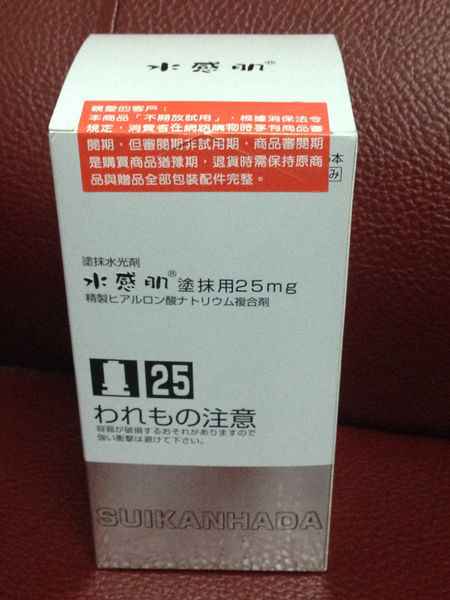 水感肌®
親愛的客戶：
本商品「不開放試用」，根據消保法令
規定，消費者在網路購物時享有商品審
閱期，但審閱期非試用期，商品審閱期
是購買商品猶豫期，退貨時需保持原商
品與贈品全部包裝配件完整。
本
み
塗抹水光剤
水感肌®塗抹用25mg
精製ヒアルロン酸ナトリウム複合剤
25
われもの注意
容器が破損するおそれがありますので
強い衝撃は避けて下さい。
SUIKANHADA